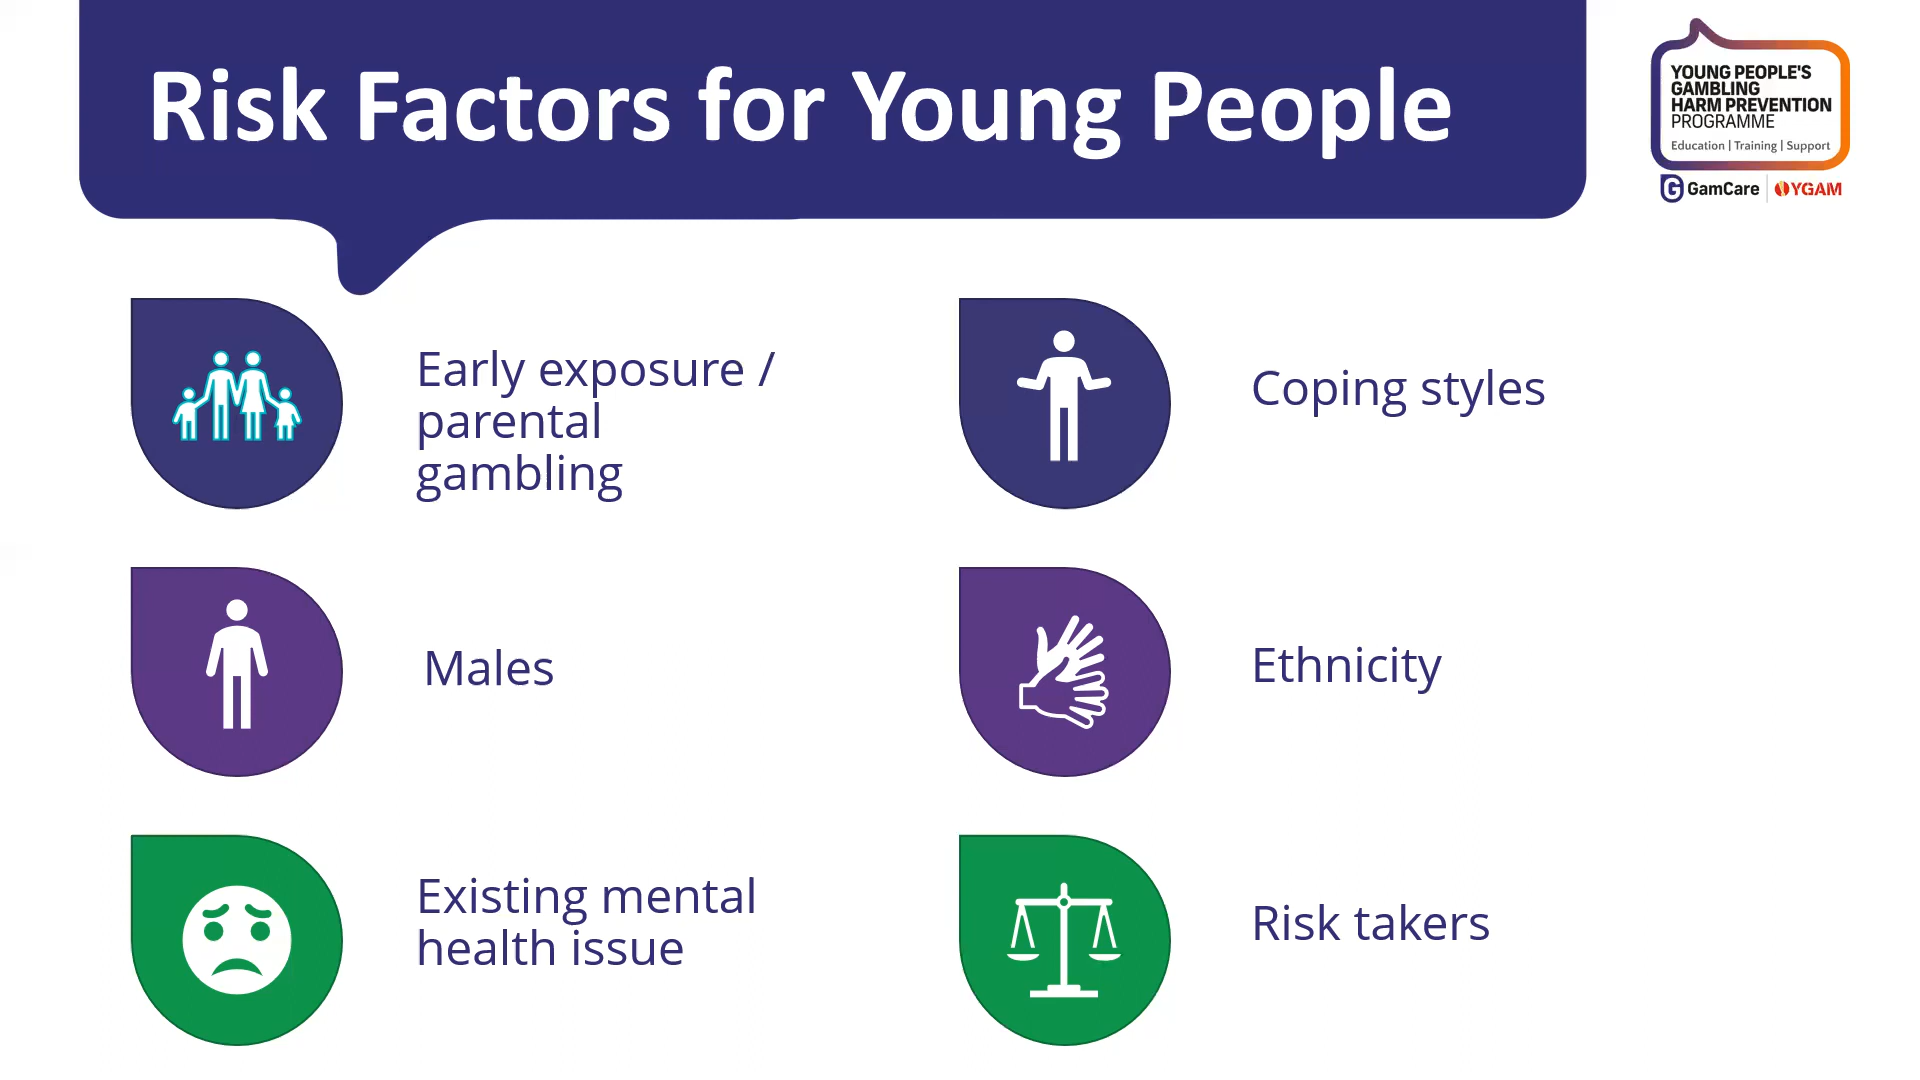 Risk Factors for Young People
YOUNG PEOPLE'S
GAMBLING
HARM PREVENTION
PROGRAMME
Education | Training | Support
GamCare
YGAM
Early exposure /
parental
gambling
Coping styles
Males
Ethnicity
Existing mental
health issue
Risk takers